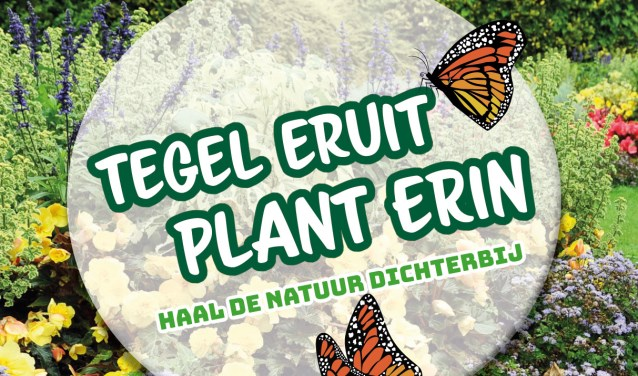 TEGEL ERUIT
PLANT ERIN
HAAL DE NATUUR DICHTERBIJ